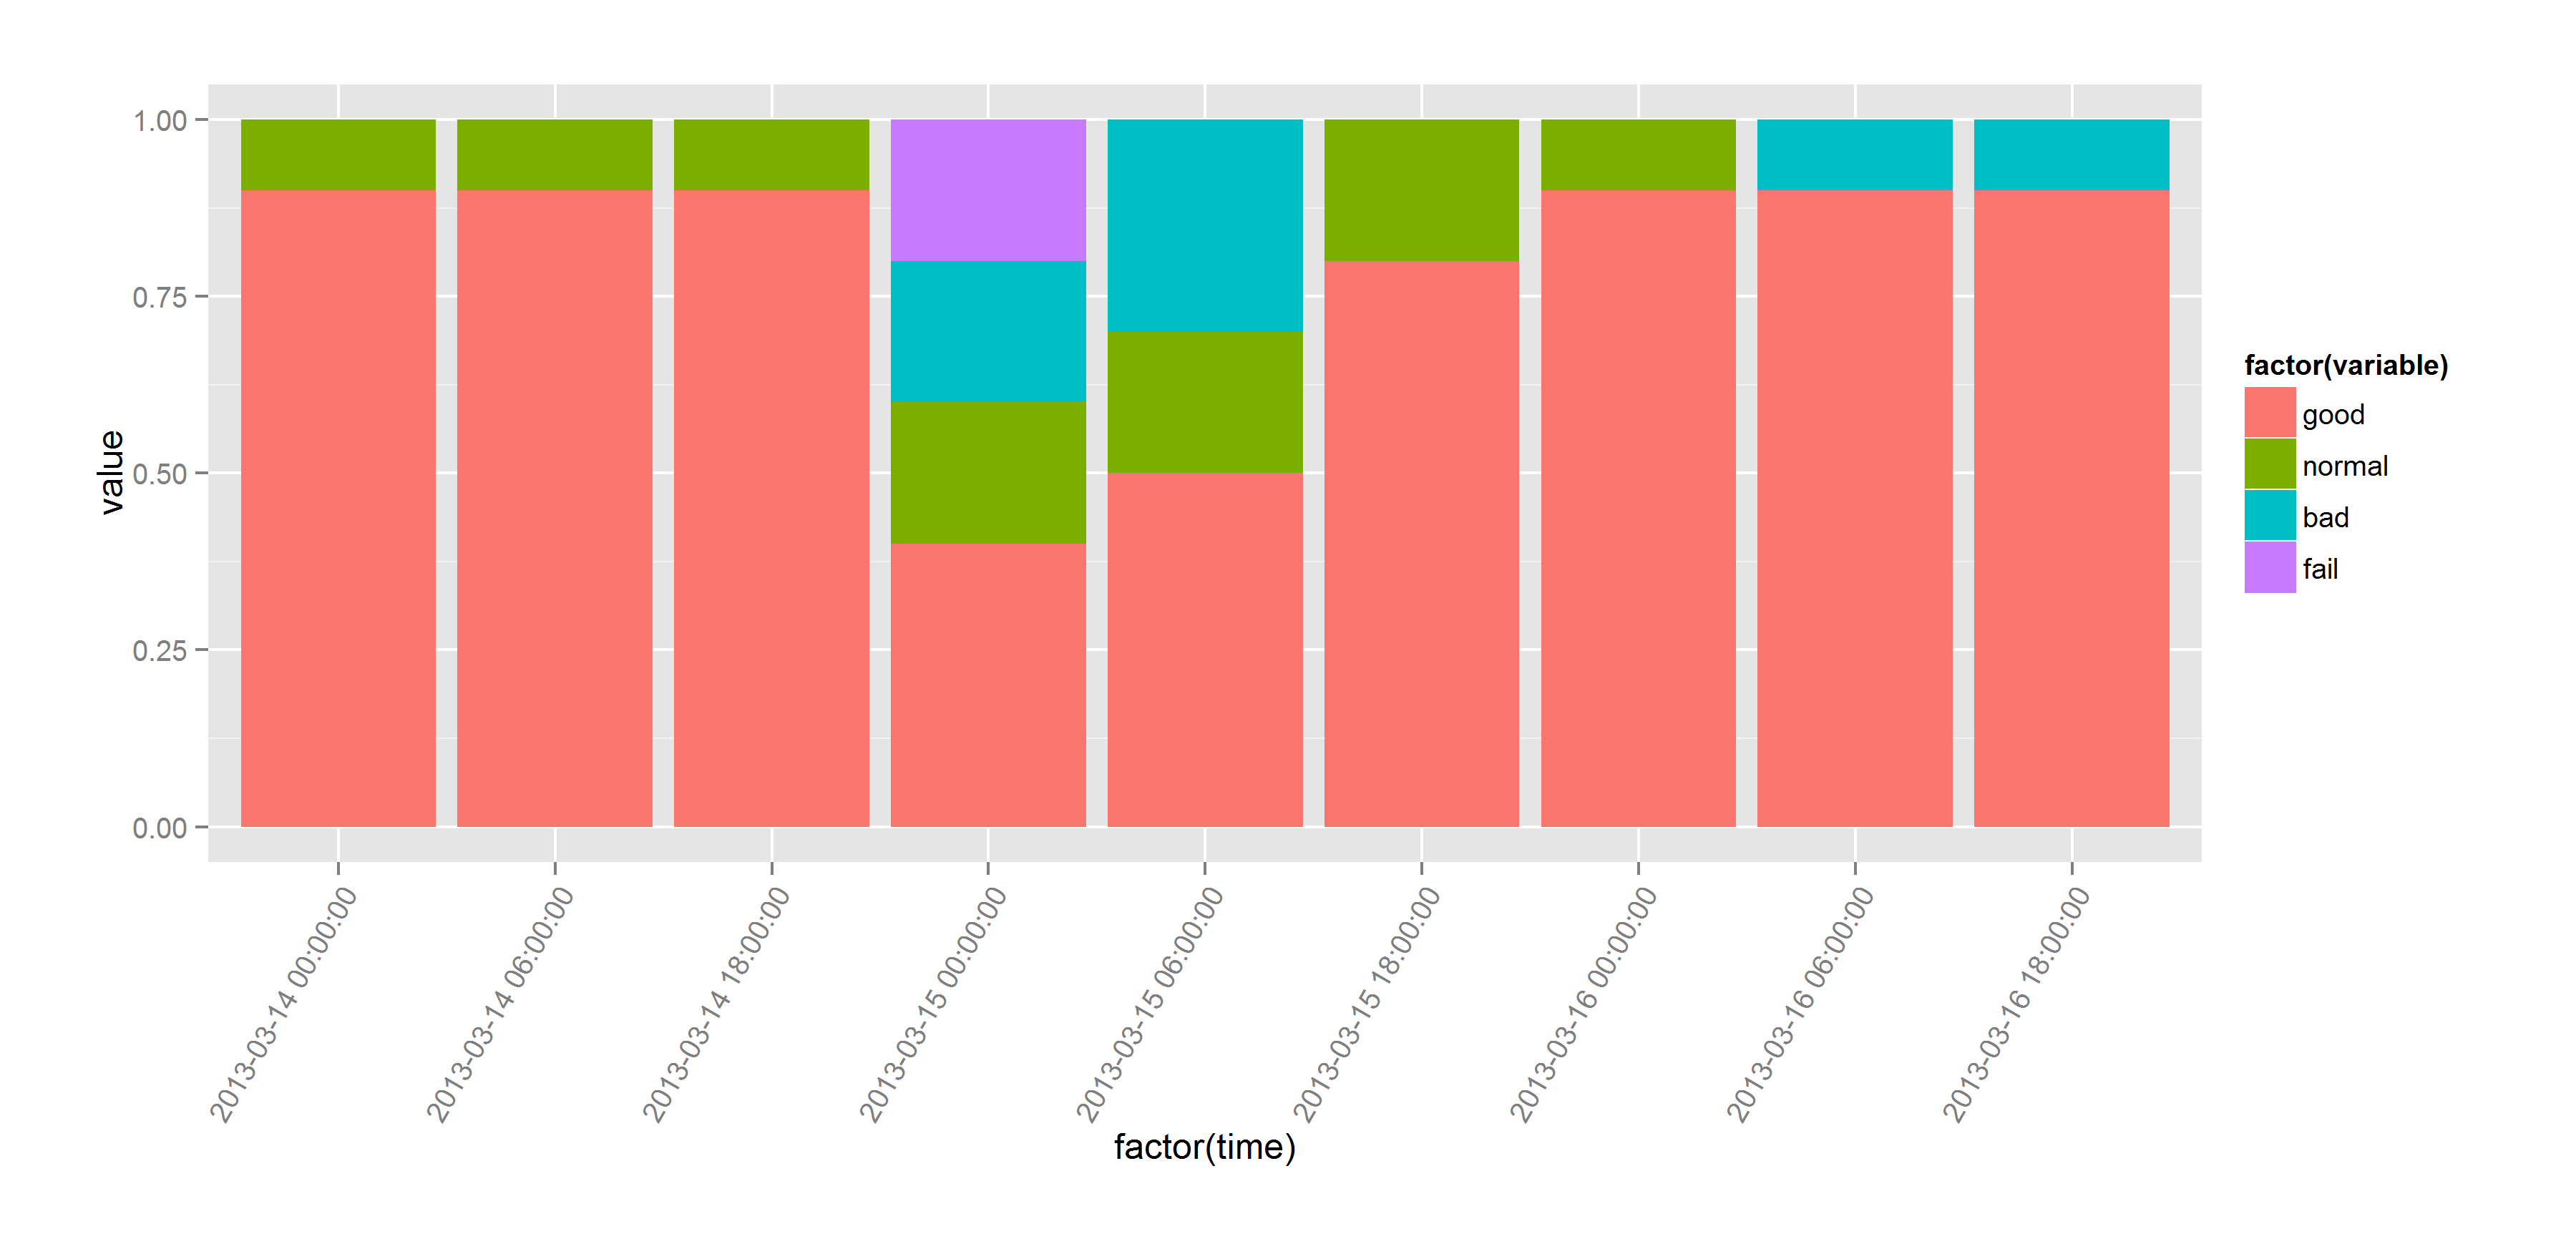 1.00
0.75
0.50
0.25
0.00
value
2013-03-14 00:00:00
2013-03-14 06:00:00
2013-03-14 18:00:00
2013-03-15 00:00:00
2013-03-15 06:00:00
2013-03-15 18:00:00
2013-03-16 00:00:00
2013-03-16 06:00:00
2013-03-16 18:00:00
factor(time)
factor(variable)
good
normal
bad
fail